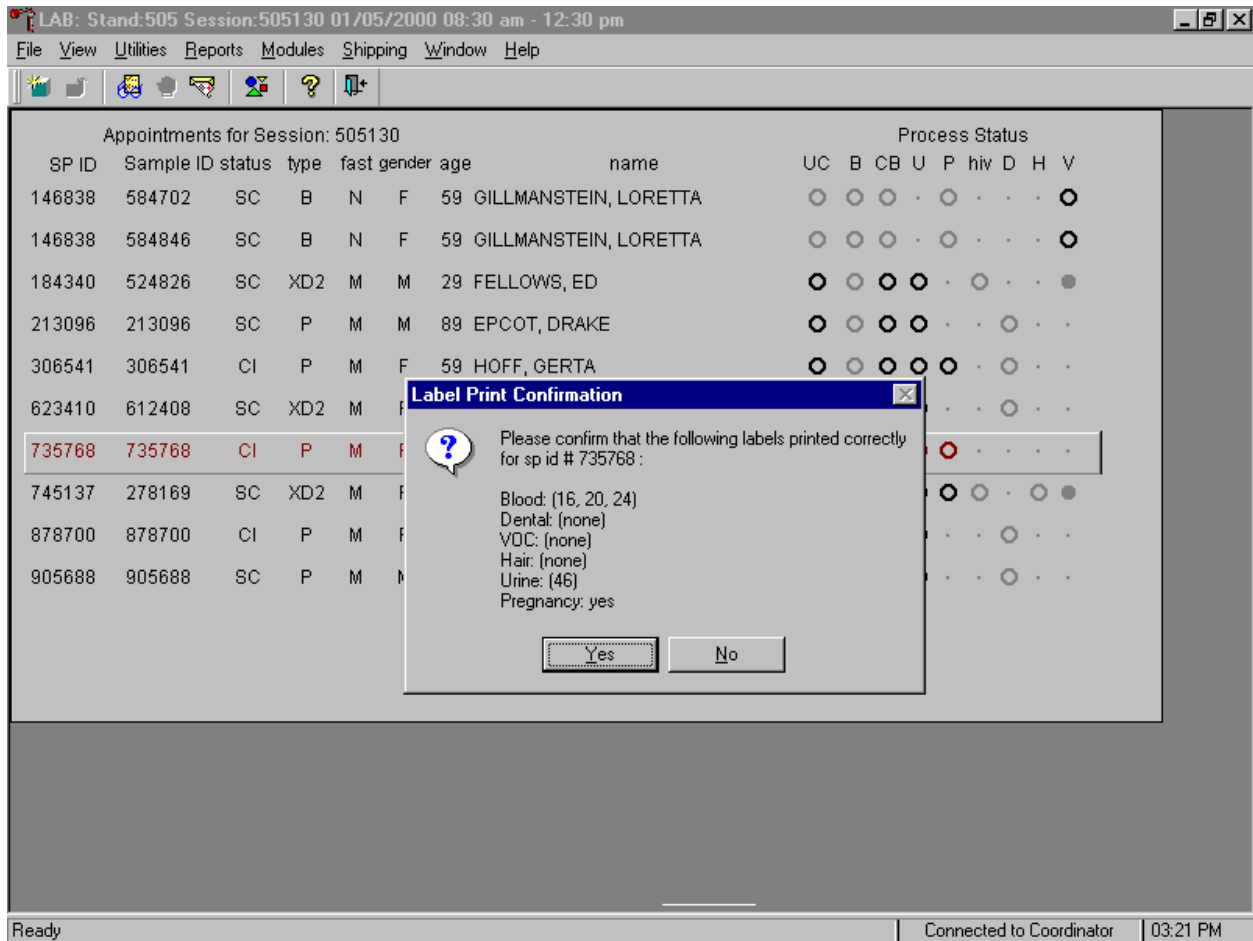 LAB: Stand:505 Session:505130 01/05/2000 08:30 am - 12:30 pm
File View Utilities Reports Modules Shipping Window Help
Appointments for Session: 505130 Process Status
SP ID Sample ID status type fast gender age name UC B CB U P hiv D H V
146838 584702 SC B N F 59 GILLMANSTEIN, LORETTA
146838 584846 SC B N F 59 GILLMANSTEIN, LORETTA
184340 524826 SC XD2 M M 29 FELLOWS, ED
213096 213096 SC P M M 89 EPCOT, DRAKE
306541 306541 CI P M F 59 HOFF, GERTA
623410 612408 SC XD2 M
735768 735768 CI P M
745137 278169 SC XD2 M
878700 878700 CI P M
905688 905688 SC P M
Label Print Confirmation
Please confirm that the following labels printed correctly
for sp id # 735768 :
Blood: (16, 20, 24)
Dental: (none)
VOC: (none)
Hair: (none)
Urine: (46)
Pregnancy: yes
Yes No
Ready Connected to Coordinator 03:21 PM